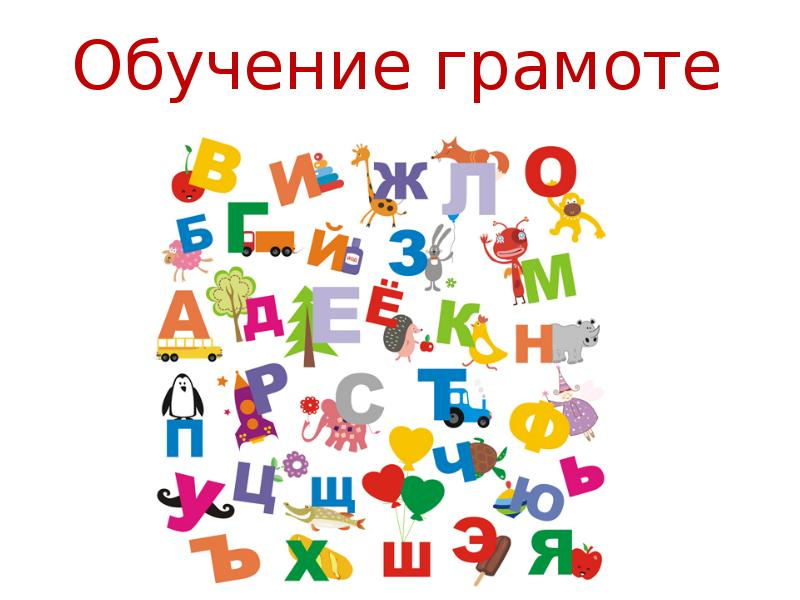 Обучение грамоте
В И Ж Л О
Б Г Й З М
А Д Е Ё К Н
П Р С Т Ф
У Ц Щ Ч Ю Ь
Ъ Х Ш Э Я